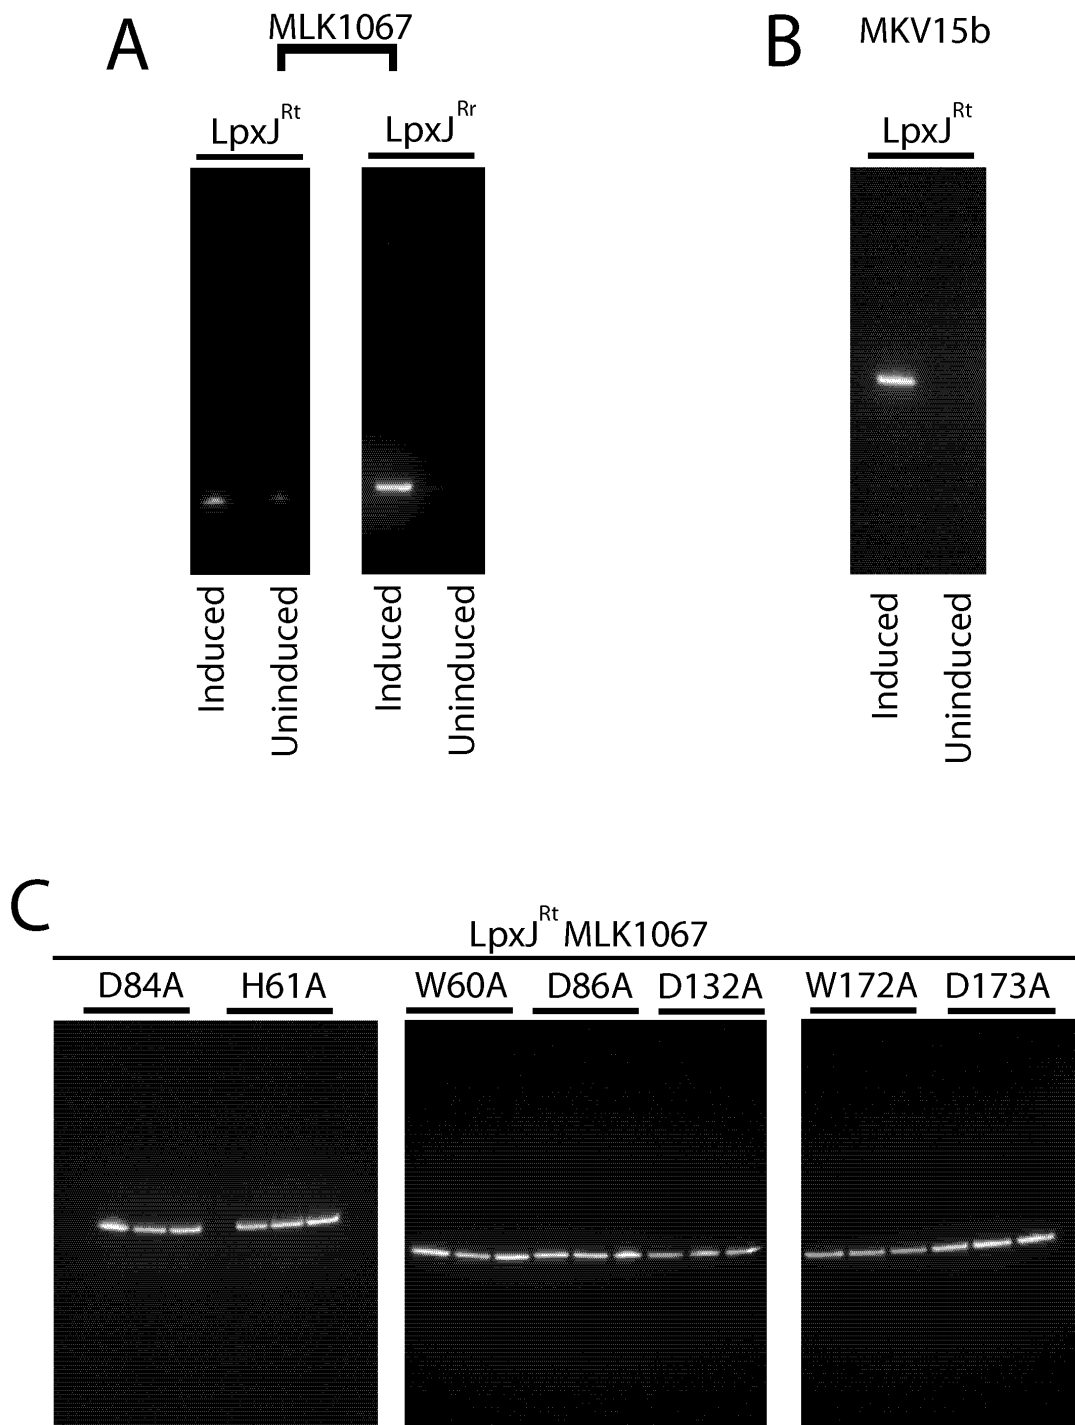 A
MLK1067
LpxJ^Rt
LpxJ^Rr
Induced
Uninduced
Induced
Uninduced
B
MKV15b
LpxJ^Rt
Induced
Uninduced
C
LpxJ^Rt MLK1067
D84A H61A W60A D86A D132A W172A D173A